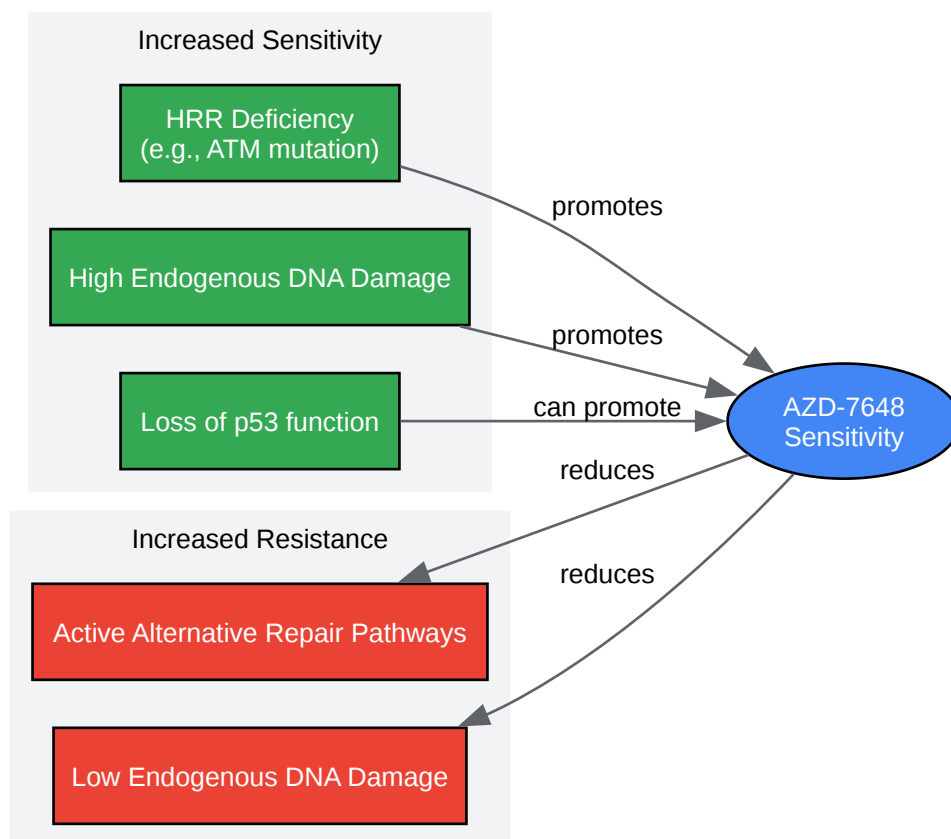 Increased Sensitivity
HRR Deficiency
(e.g., ATM mutation)
promotes
High Endogenous DNA Damage
promotes
Loss of p53 function
can promote
AZD-7648
Sensitivity
reduces
Increased Resistance
reduces
Active Alternative Repair Pathways
Low Endogenous DNA Damage